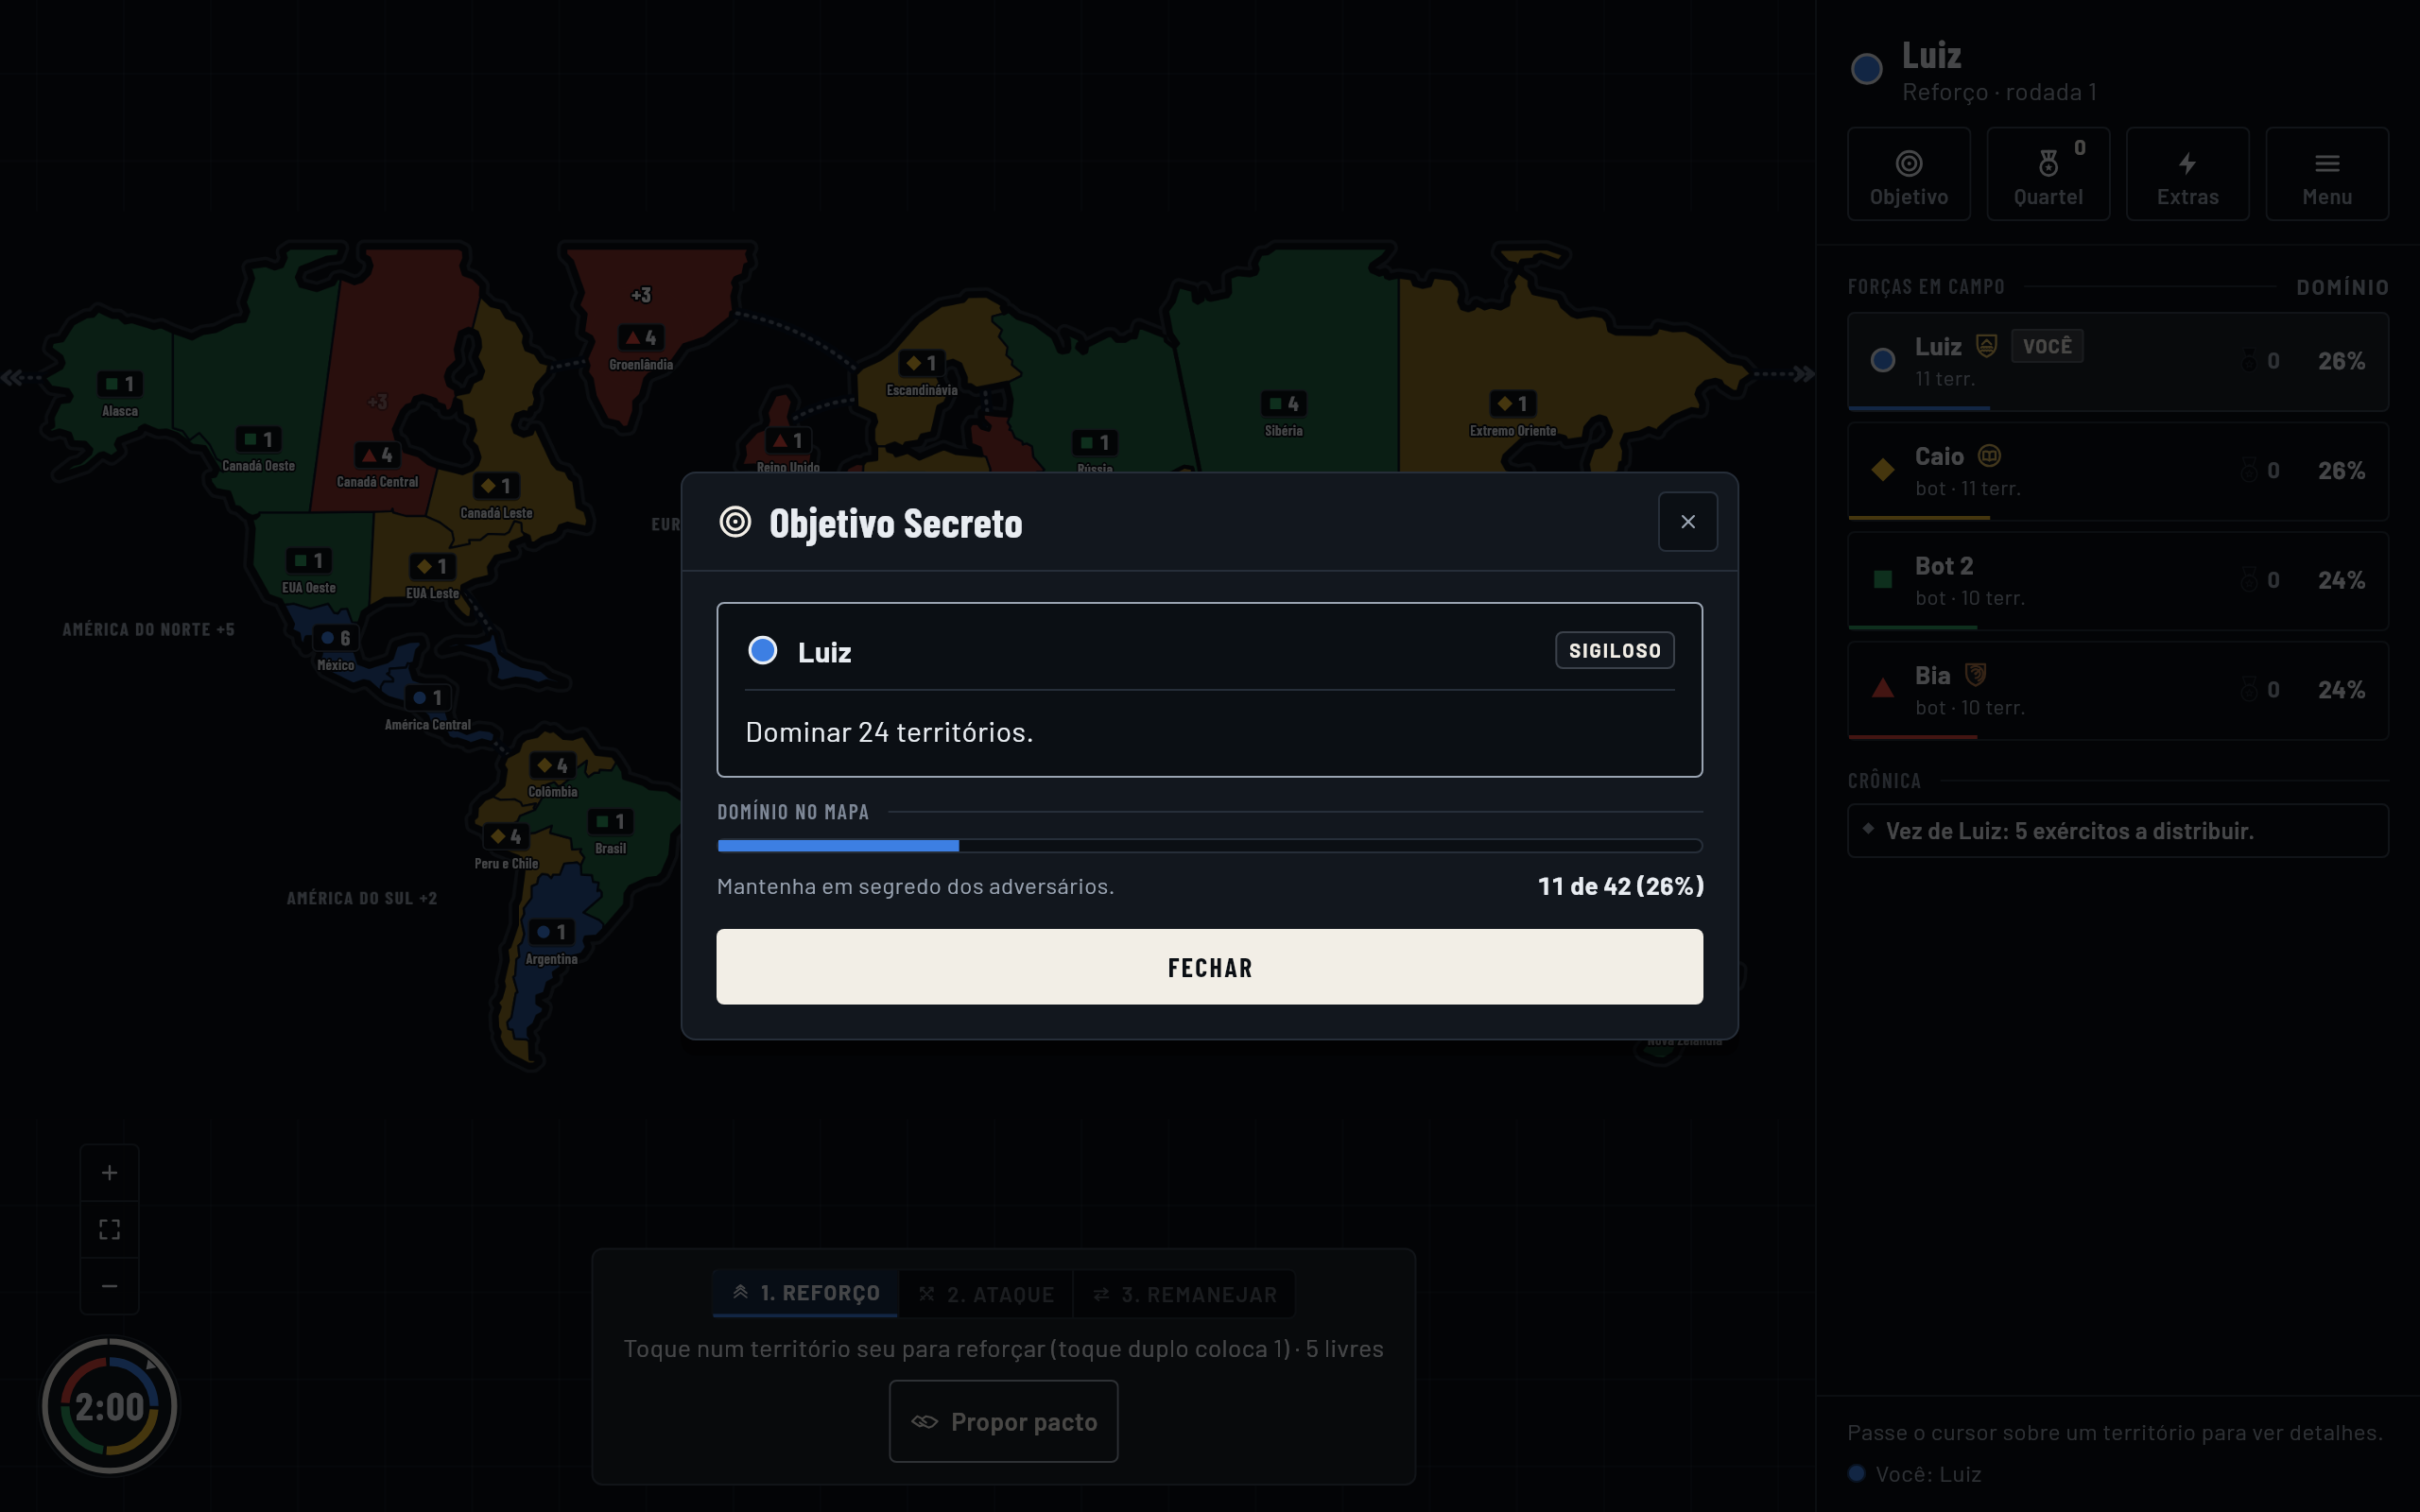 Luiz
Reforço · rodada 1
Objetivo
0
Quartel
Extras
Menu
FORÇAS EM CAMPO
DOMÍNIO
Luiz
VOCÊ
11 terr.
0
26%
Caio
bot · 11 terr.
0
26%
Bot 2
bot · 10 terr.
0
24%
Bia
bot · 10 terr.
0
24%
CRÔNICA
Vez de Luiz: 5 exércitos a distribuir.
Passe o cursor sobre um território para ver detalhes.
Você: Luiz
+3
4
Groenlândia
1
Alasca
1
Canadá Oeste
+3
4
Canadá Central
1
Canadá Leste
1
Escandinávia
1
Reino Unido
1
Rússia
4
Sibéria
1
Extremo Oriente
EUR
1
EUA Oeste
1
EUA Leste
AMÉRICA DO NORTE +5
6
México
1
América Central
4
Colômbia
4
Peru e Chile
1
Brasil
AMÉRICA DO SUL +2
1
Argentina
Nova Zelândia
Objetivo Secreto
Luiz
SIGILOSO
Dominar 24 territórios.
DOMÍNIO NO MAPA
Mantenha em segredo dos adversários.
11 de 42 (26%)
FECHAR
2:00
1. REFORÇO
2. ATAQUE
3. REMANEJAR
Toque num território seu para reforçar (toque duplo coloca 1) · 5 livres
Propor pacto